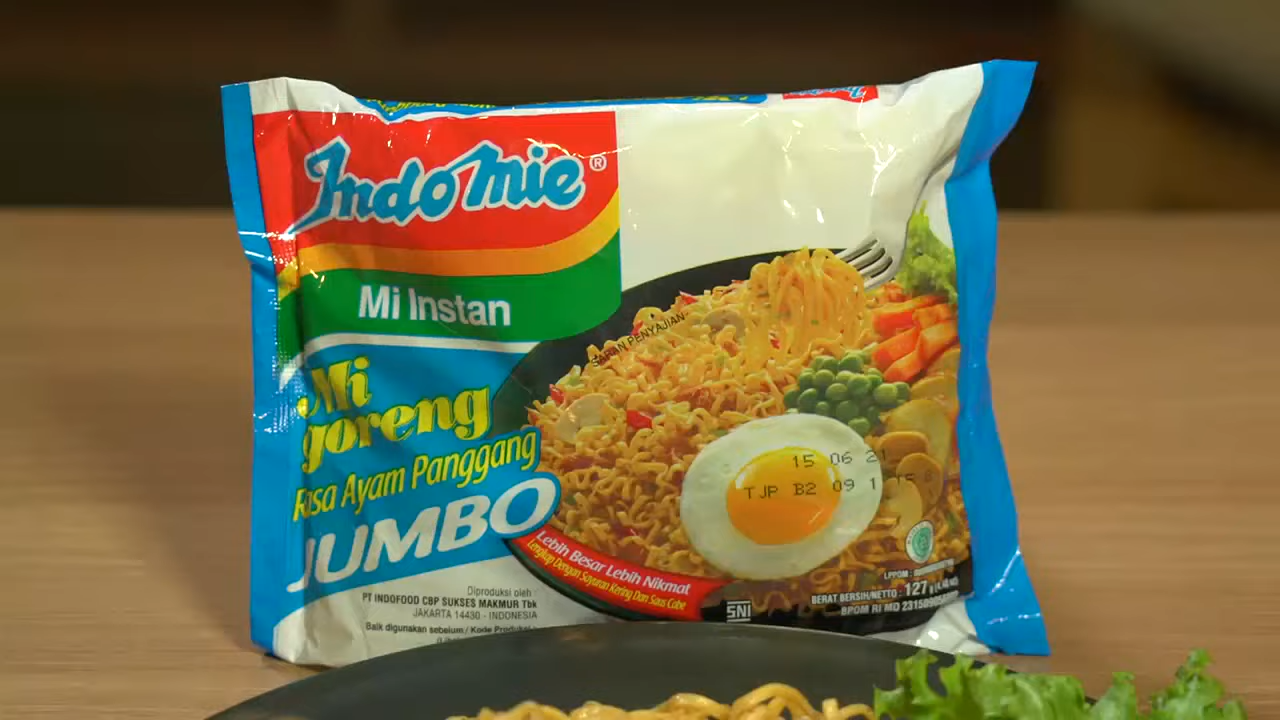 Indomie®
Mi Instan
Mi
goreng
Rasa Ayam Panggang
JUMBO
SARAN PENYAJIAN
15 06 21
TJP B2 09 1
Lebih Besar Lebih Nikmat
Lengkap Dengan Sayuran Kering Dan Saus Cabe
Diproduksi oleh :
PT INDOFOOD CBP SUKSES MAKMUR Tbk
JAKARTA 14430 - INDONESIA
Baik digunakan sebelum / Kode Produksi
SNI
LPPOM :
BERAT BERSIH/NETTO : 127
BPOM RI MD